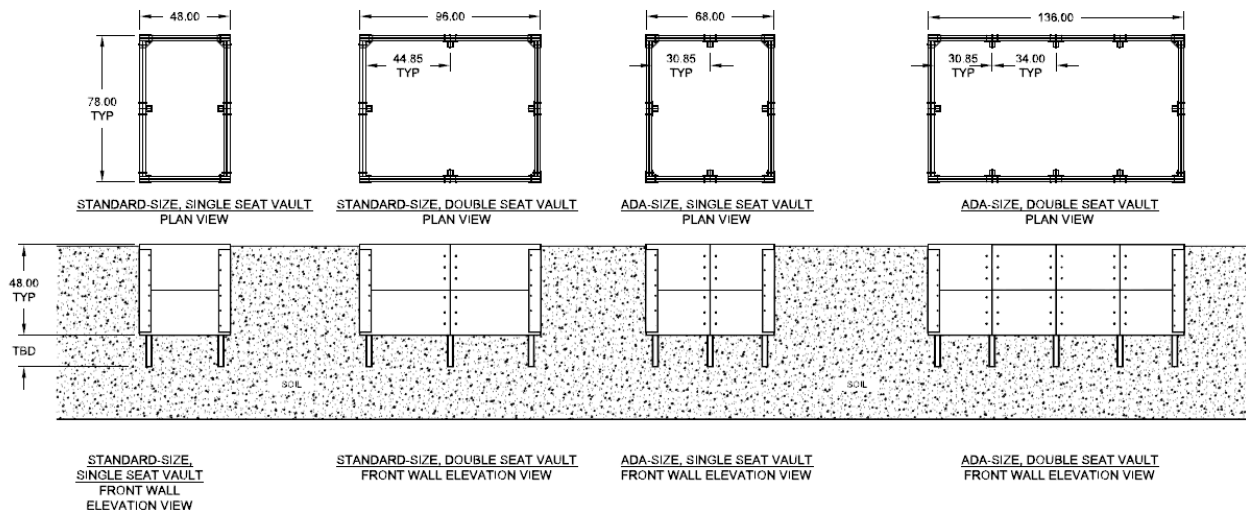 48.00
96.00
68.00
136.00
44.85
TYP
30.85
TYP
30.85
TYP
34.00
TYP
78.00
TYP
STANDARD-SIZE, SINGLE SEAT VAULT
PLAN VIEW
STANDARD-SIZE, DOUBLE SEAT VAULT
PLAN VIEW
ADA-SIZE, SINGLE SEAT VAULT
PLAN VIEW
ADA-SIZE, DOUBLE SEAT VAULT
PLAN VIEW
48.00
TYP
TBD
SOIL
SOIL
STANDARD-SIZE,
SINGLE SEAT VAULT
FRONT WALL
ELEVATION VIEW
STANDARD-SIZE, DOUBLE SEAT VAULT
FRONT WALL ELEVATION VIEW
ADA-SIZE, SINGLE SEAT VAULT
FRONT WALL ELEVATION VIEW
ADA-SIZE, DOUBLE SEAT VAULT
FRONT WALL ELEVATION VIEW